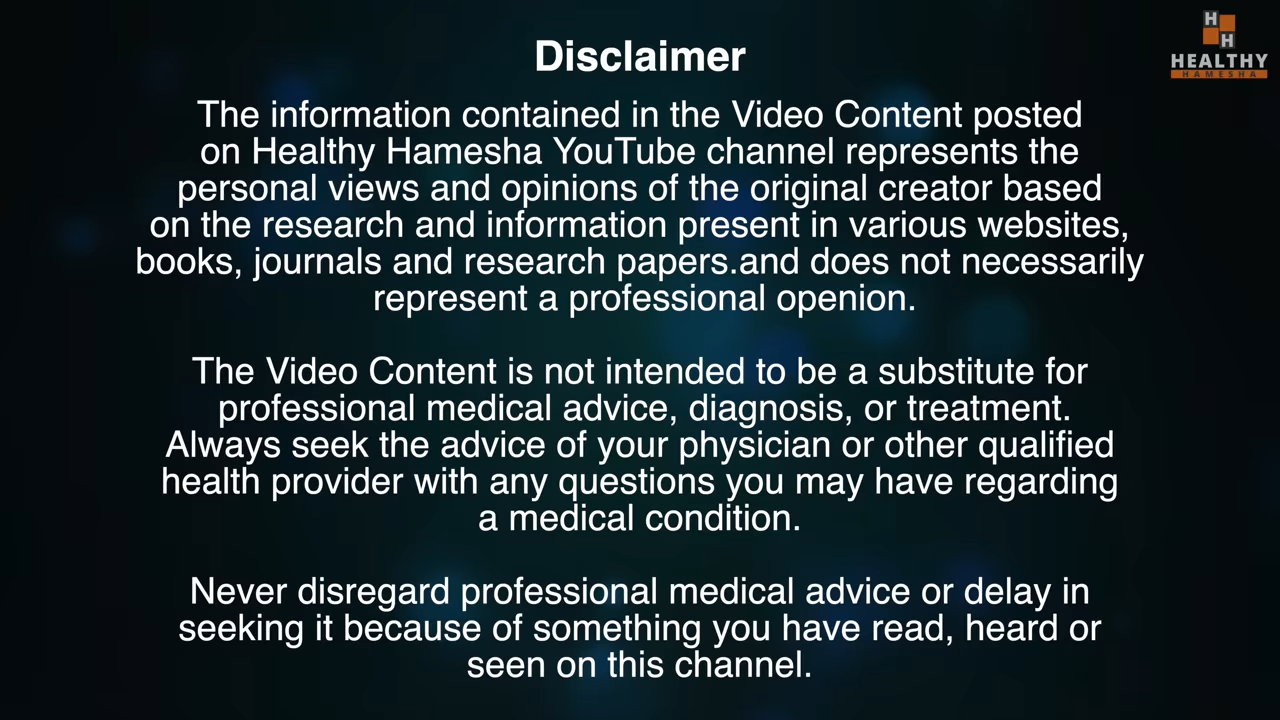 H
H
HEALTHY
HAMESHA
Disclaimer
The information contained in the Video Content posted
on Healthy Hamesha YouTube channel represents the
personal views and opinions of the original creator based
on the research and information present in various websites,
books, journals and research papers.and does not necessarily
represent a professional openion.
The Video Content is not intended to be a substitute for
professional medical advice, diagnosis, or treatment.
Always seek the advice of your physician or other qualified
health provider with any questions you may have regarding
a medical condition.
Never disregard professional medical advice or delay in
seeking it because of something you have read, heard or
seen on this channel.